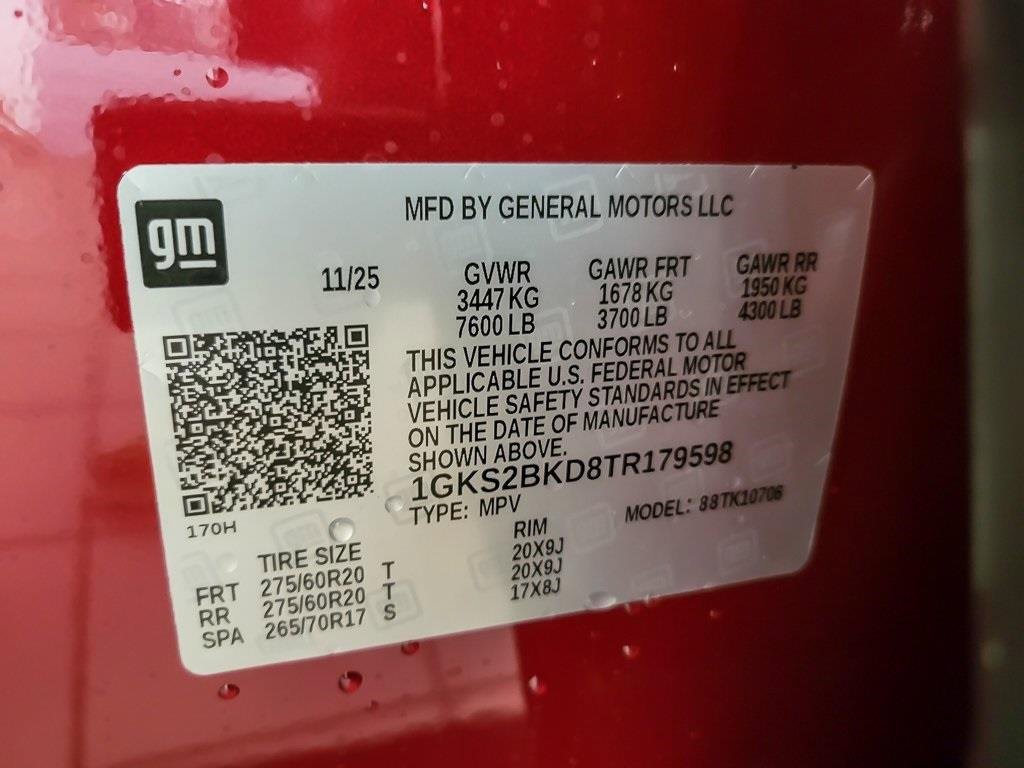 gm
MFD BY GENERAL MOTORS LLC
11/25 GVWR GAWR FRT GAWR RR
3447 KG 1678 KG 1950 KG
7600 LB 3700 LB 4300 LB
THIS VEHICLE CONFORMS TO ALL
APPLICABLE U.S. FEDERAL MOTOR
VEHICLE SAFETY STANDARDS IN EFFECT
ON THE DATE OF MANUFACTURE
SHOWN ABOVE.
1GKS2BKD8TR179598
TYPE: MPV MODEL: 88TK10706
170H
TIRE SIZE RIM
FRT 275/60R20 T 20X9J
RR 275/60R20 T 20X9J
SPA 265/70R17 S 17X8J